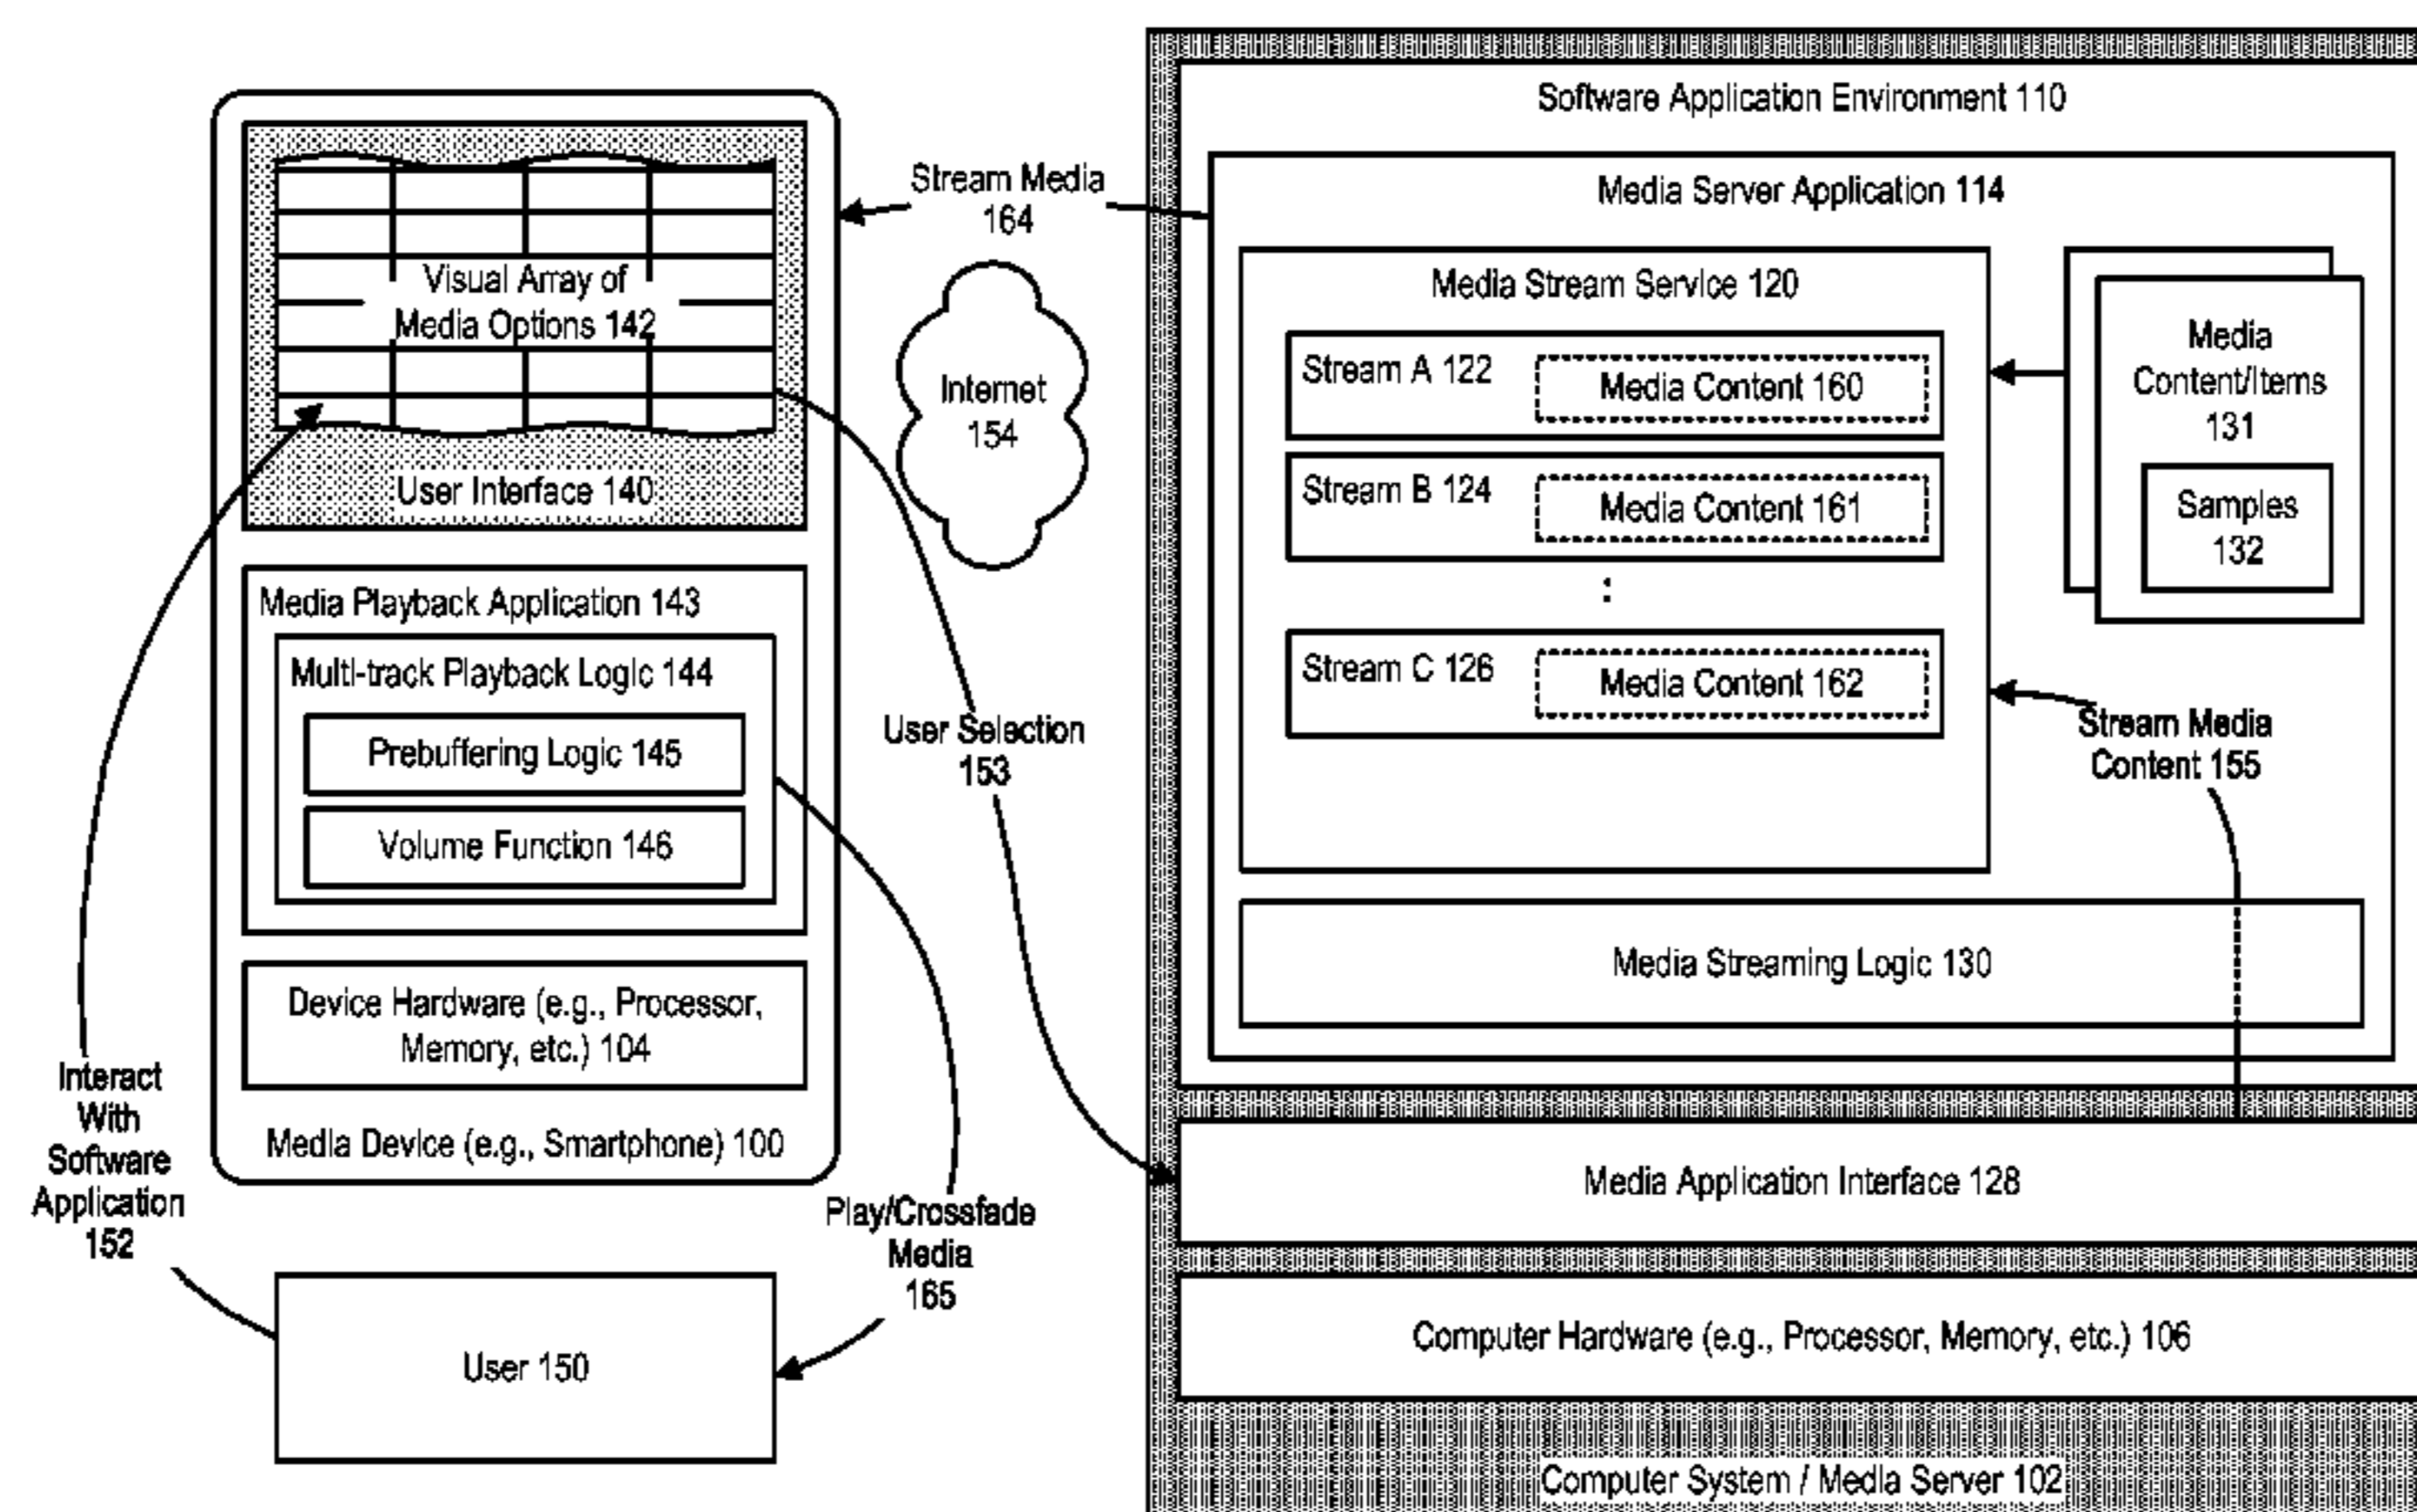 Visual Array of
Media Options 142
User Interface 140
Media Playback Application 143
Multi-track Playback Logic 144
Prebuffering Logic 145
Volume Function 146
Device Hardware (e.g., Processor,
Memory, etc.) 104
Media Device (e.g., Smartphone) 100
Interact
With
Software
Application
152
User 150
Stream Media
164
Internet
154
User Selection
153
Play/Crossfade
Media
165
Software Application Environment 110
Media Server Application 114
Media Stream Service 120
Stream A 122
Media Content 160
Stream B 124
Media Content 161
:
Stream C 126
Media Content 162
Media
Content/Items
131
Samples
132
Stream Media
Content 155
Media Streaming Logic 130
Media Application Interface 128
Computer Hardware (e.g., Processor, Memory, etc.) 106
Computer System / Media Server 102